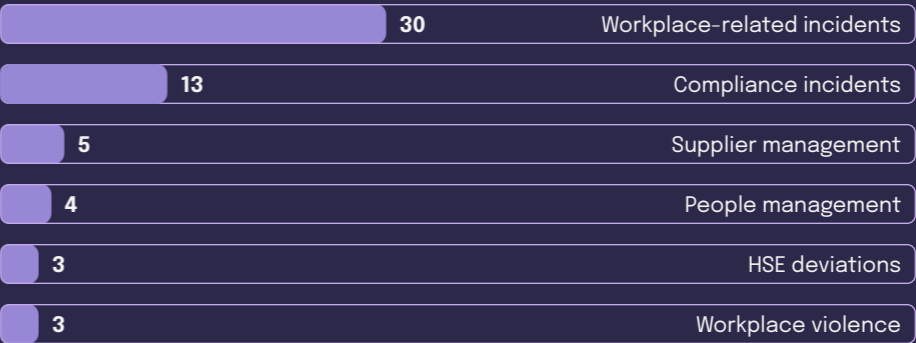 30 Workplace-related incidents
13 Compliance incidents
5 Supplier management
4 People management
3 HSE deviations
3 Workplace violence